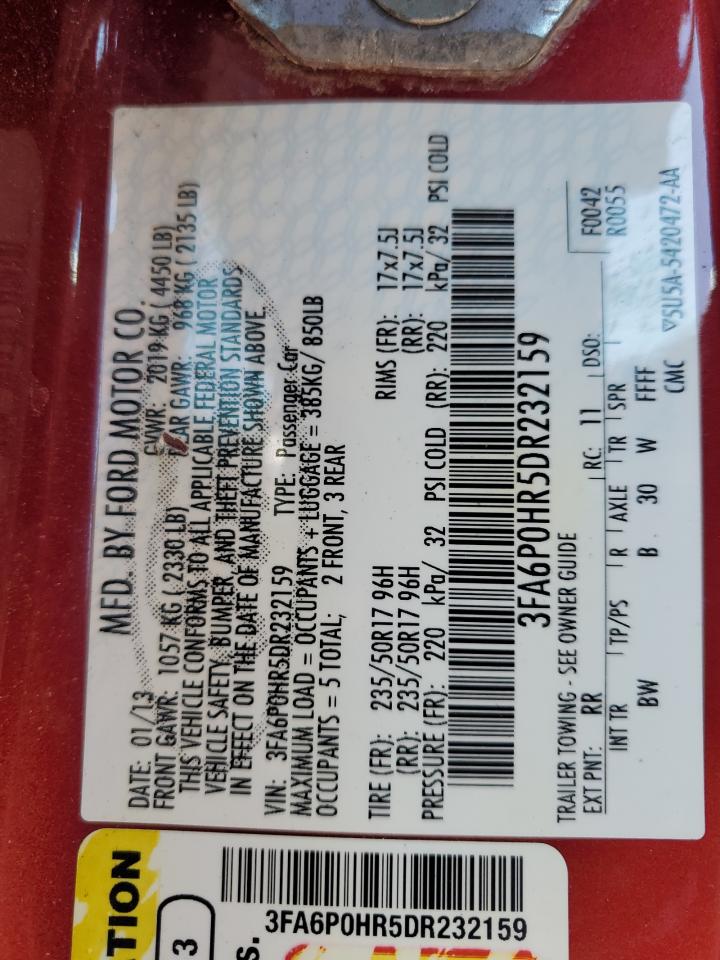 MFD. BY FORD MOTOR CO.
DATE: 01/13 GVWR: 2019 KG ( 4450 LB)
FRONT GAWR: 1057 KG ( 2330 LB) REAR GAWR: 968 KG ( 2135 LB)
THIS VEHICLE CONFORMS TO ALL APPLICABLE FEDERAL MOTOR
VEHICLE SAFETY, BUMPER, AND THEFT PREVENTION STANDARDS
IN EFFECT ON THE DATE OF MANUFACTURE SHOWN ABOVE.
VIN: 3FA6P0HR5DR232159 TYPE: Passenger Car
MAXIMUM LOAD = OCCUPANTS + LUGGAGE = 385KG/ 850LB
OCCUPANTS = 5 TOTAL; 2 FRONT, 3 REAR
TIRE (FR): 235/50R17 96H RIMS (FR): 17x7.5J
(RR): 235/50R17 96H (RR): 17x7.5J
PRESSURE (FR): 220 kPa/ 32 PSI COLD (RR): 220 kPa/ 32 PSI COLD
3FA6P0HR5DR232159
TRAILER TOWING - SEE OWNER GUIDE F0042
EXT PNT: RR RC: 11 DSO: R0055
INT TR TP/PS R AXLE TR SPR
BW B 30 W FFFF
CMC ▽5U5A-5420472-AA
TION
3
3FA6P0HR5DR232159
S.